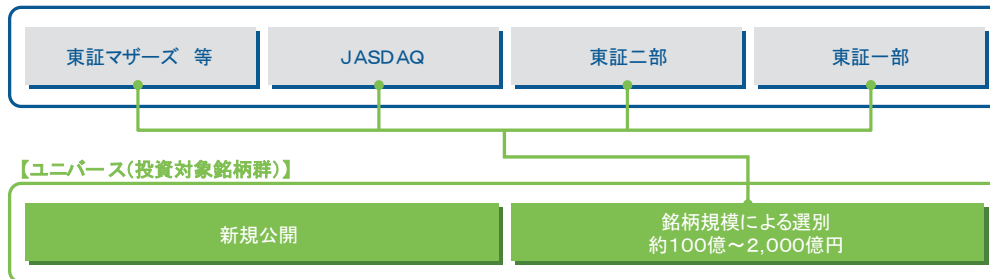 東証マザーズ 等
JASDAQ
東証二部
東証一部
【ユニバース(投資対象銘柄群)】
新規公開
銘柄規模による選別
約100億～2,000億円